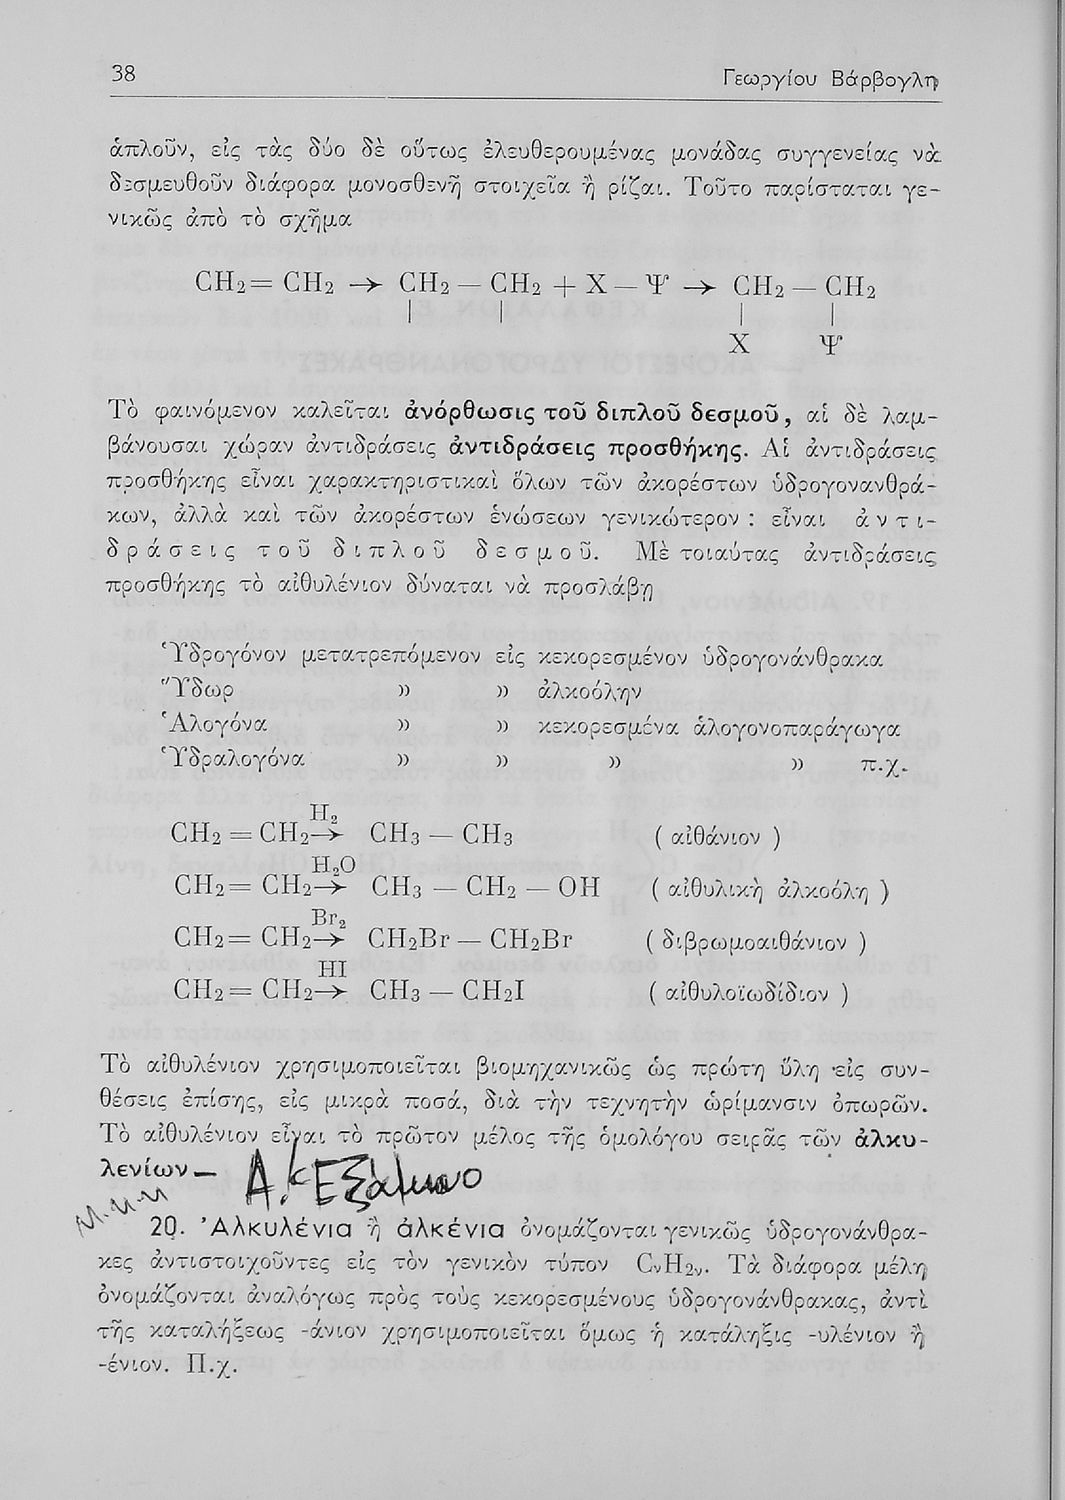 38 Γεωργίου Βάρβογλη
ἁπλοῦν, εἰς τὰς δύο δὲ οὕτως ἐλευθερουμένας μονάδας συγγενείας νὰ
δεσμευθοῦν διάφορα μονοσθενῆ στοιχεῖα ἢ ρίζαι. Τοῦτο παρίσταται γε-
νικῶς ἀπὸ τὸ σχῆμα
CH₂= CH₂ → CH₂ — CH₂ + X — Ψ → CH₂ — CH₂
| | | |
X Ψ
Τὸ φαινόμενον καλεῖται ἀνόρθωσις τοῦ διπλοῦ δεσμοῦ, αἱ δὲ λαμ-
βάνουσαι χώραν ἀντιδράσεις ἀντιδράσεις προσθήκης. Αἱ ἀντιδράσεις
προσθήκης εἶναι χαρακτηριστικαὶ ὅλων τῶν ἀκορέστων ὑδρογονανθρά-
κων, ἀλλὰ καὶ τῶν ἀκορέστων ἑνώσεων γενικώτερον : εἶναι ἀ ν τ ι -
δ ρ ά σ ε ι ς τ ο ῦ δ ι π λ ο ῦ δ ε σ μ ο ῦ. Μὲ τοιαύτας ἀντιδράσεις
προσθήκης τὸ αἰθυλένιον δύναται νὰ προσλάβη
Ὑδρογόνον μετατρεπόμενον εἰς κεκορεσμένον ὑδρογονάνθρακα
Ὕδωρ » » ἀλκοόλην
Ἁλογόνα » » κεκορεσμένα ἁλογονοπαράγωγα
Ὑδραλογόνα » » » » π.χ.
H₂
CH₂ = CH₂→ CH₃ — CH₃ ( αἰθάνιον )
H₂O
CH₂= CH₂→ CH₃ — CH₂ — OH ( αἰθυλικὴ ἀλκοόλη )
Br₂
CH₂= CH₂→ CH₂Br — CH₂Br ( διβρωμοαιθάνιον )
HI
CH₂= CH₂→ CH₃ — CH₂I ( αἰθυλοϊωδίδιον )
Τὸ αἰθυλένιον χρησιμοποιεῖται βιομηχανικῶς ὡς πρώτη ὕλη εἰς συν-
θέσεις ἐπίσης, εἰς μικρὰ ποσά, διὰ τὴν τεχνητὴν ὡρίμανσιν ὀπωρῶν.
Τὸ αἰθυλένιον εἶναι τὸ πρῶτον μέλος τῆς ὁμολόγου σειρᾶς τῶν ἀλκυ-
λενίων — Α.' Εξάμηνο
20. Ἀλκυλένια ἢ ἀλκένια ὀνομάζονται γενικῶς ὑδρογονάνθρα-
κες ἀντιστοιχοῦντες εἰς τὸν γενικὸν τύπον CᵥH₂ᵥ. Τὰ διάφορα μέλη
ὀνομάζονται ἀναλόγως πρὸς τοὺς κεκορεσμένους ὑδρογονάνθρακας, ἀντὶ
τῆς καταλήξεως -άνιον χρησιμοποιεῖται ὅμως ἡ κατάληξις -υλένιον ἢ
-ένιον. Π.χ.